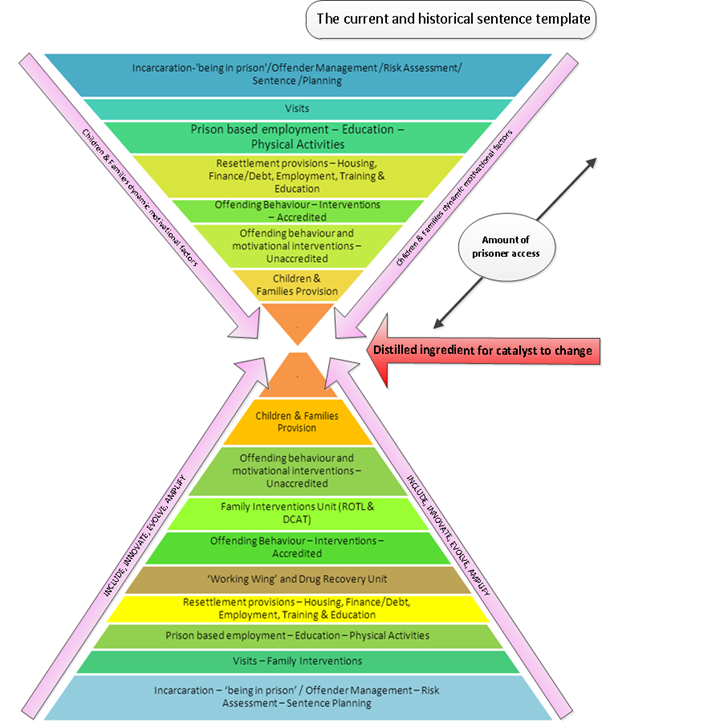 The current and historical sentence template
Incarcaration-'being in prison'/Offender Management /Risk Assessment/
Sentence /Planning
Visits
Prison based employment – Education –
Physical Activities
Resettlement provisions – Housing,
Finance/Debt, Employment, Training &
Education
Offending Behaviour – Interventions
– Accredited
Offending behaviour and
motivational interventions –
Unaccredited
Children &
Families Provision
Children & Families dynamic motivational factors
Children & Families dynamic motivational factors
Amount of
prisoner access
Distilled ingredient for catalyst to change
Children & Families
Provision
Offending behaviour and
motivational interventions –
Unaccredited
Family Interventions Unit (ROTL &
DCAT)
Offending Behaviour – Interventions –
Accredited
'Working Wing' and Drug Recovery Unit
Resettlement provisions – Housing, Finance/Debt,
Employment, Training & Education
Prison based employment – Education – Physical Activities
Visits – Family Interventions
Incarcaration – 'being in prison' / Offender Management – Risk
Assessment – Sentence Planning
INCLUDE, INNOVATE, EVOLVE, AMPLIFY
INCLUDE, INNOVATE, EVOLVE, AMPLIFY